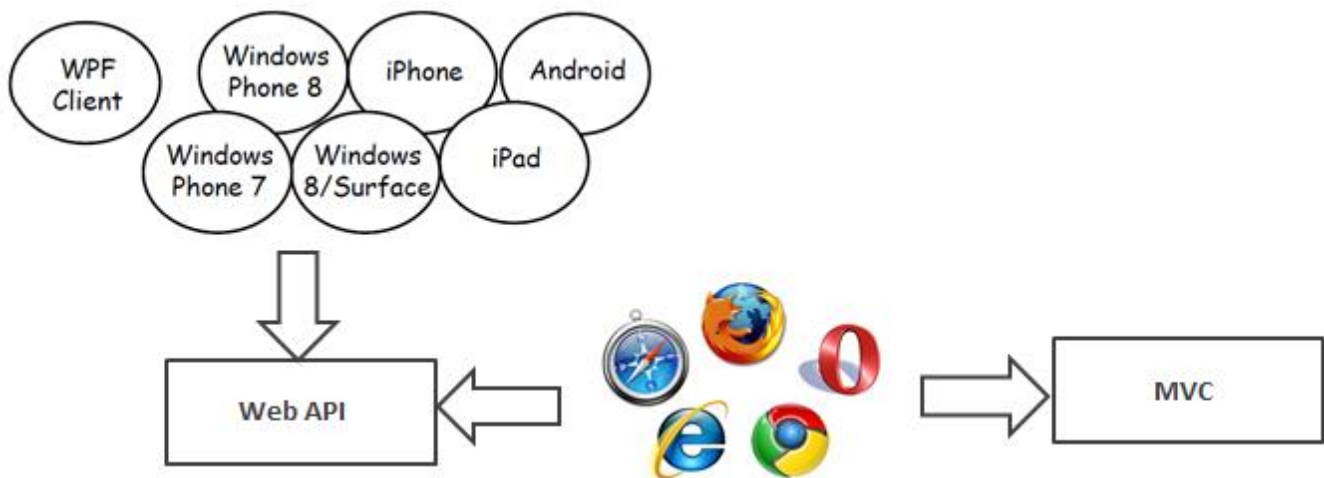 WPF
Client
Windows
Phone 8
iPhone
Android
Windows
Phone 7
Windows
8/Surface
iPad
Web API
MVC